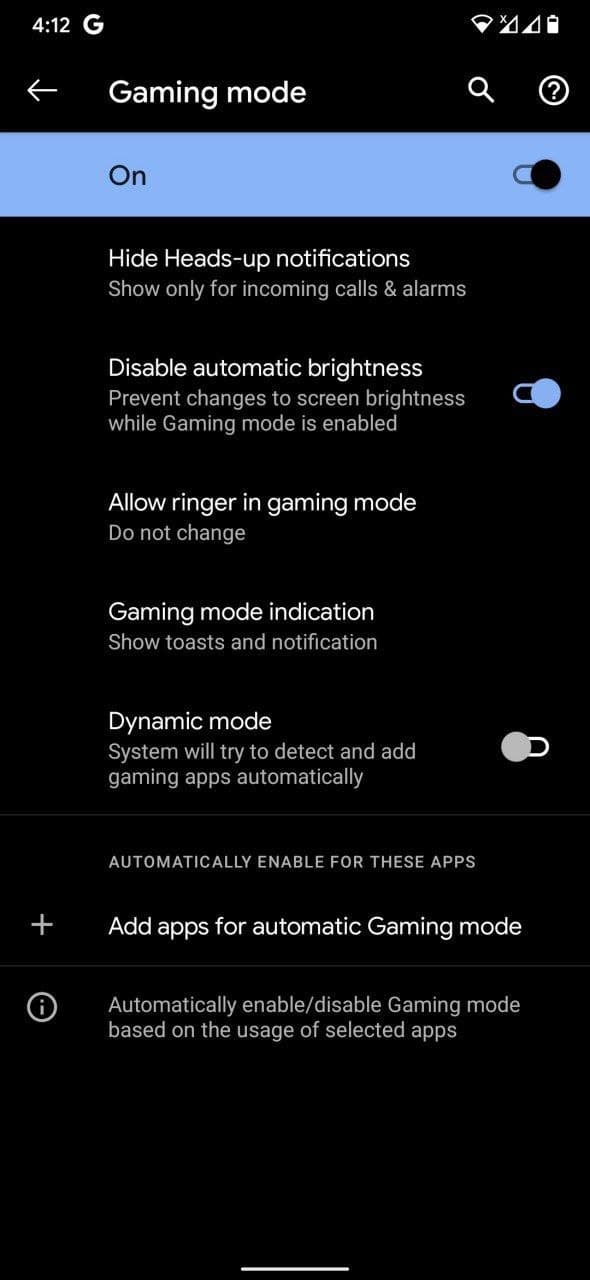 4:12 G
Gaming mode
On
Hide Heads-up notifications
Show only for incoming calls & alarms
Disable automatic brightness
Prevent changes to screen brightness
while Gaming mode is enabled
Allow ringer in gaming mode
Do not change
Gaming mode indication
Show toasts and notification
Dynamic mode
System will try to detect and add
gaming apps automatically
AUTOMATICALLY ENABLE FOR THESE APPS
Add apps for automatic Gaming mode
Automatically enable/disable Gaming mode
based on the usage of selected apps